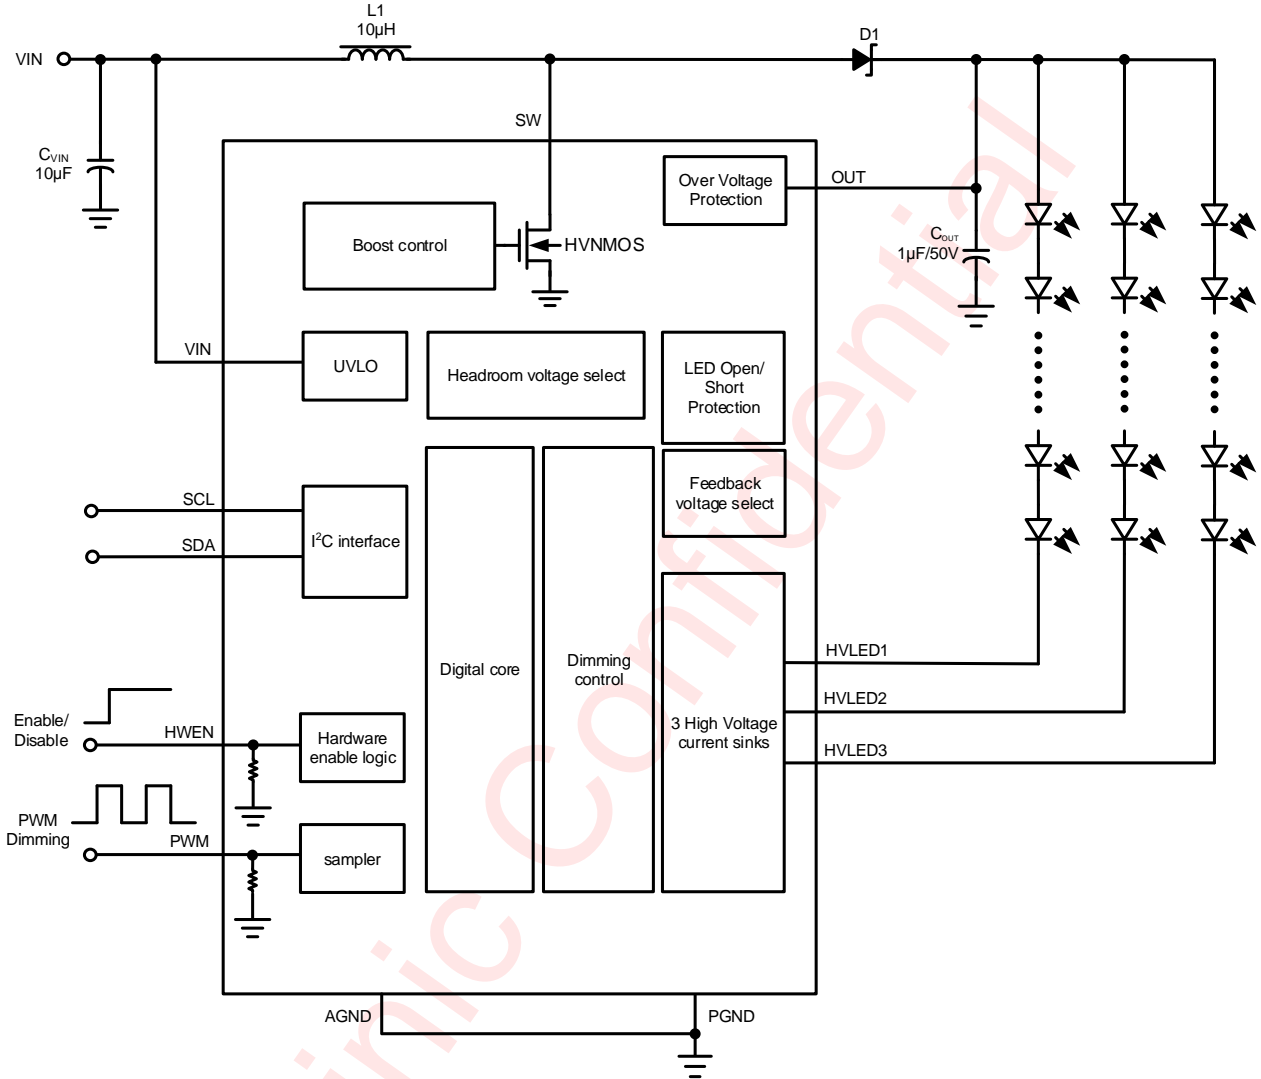 L1
10µH
VIN
D1
SW
CVIN
10µF
Over Voltage
Protection
OUT
Boost control
HVNMOS
COUT
1µF/50V
VIN
UVLO
Headroom voltage select
LED Open/
Short
Protection
SCL
SDA
I²C interface
Feedback
voltage select
Digital core
Dimming
control
3 High Voltage
current sinks
HVLED1
HVLED2
HVLED3
Enable/
Disable
HWEN
Hardware
enable logic
PWM
Dimming
PWM
sampler
AGND
PGND
inic Confidential